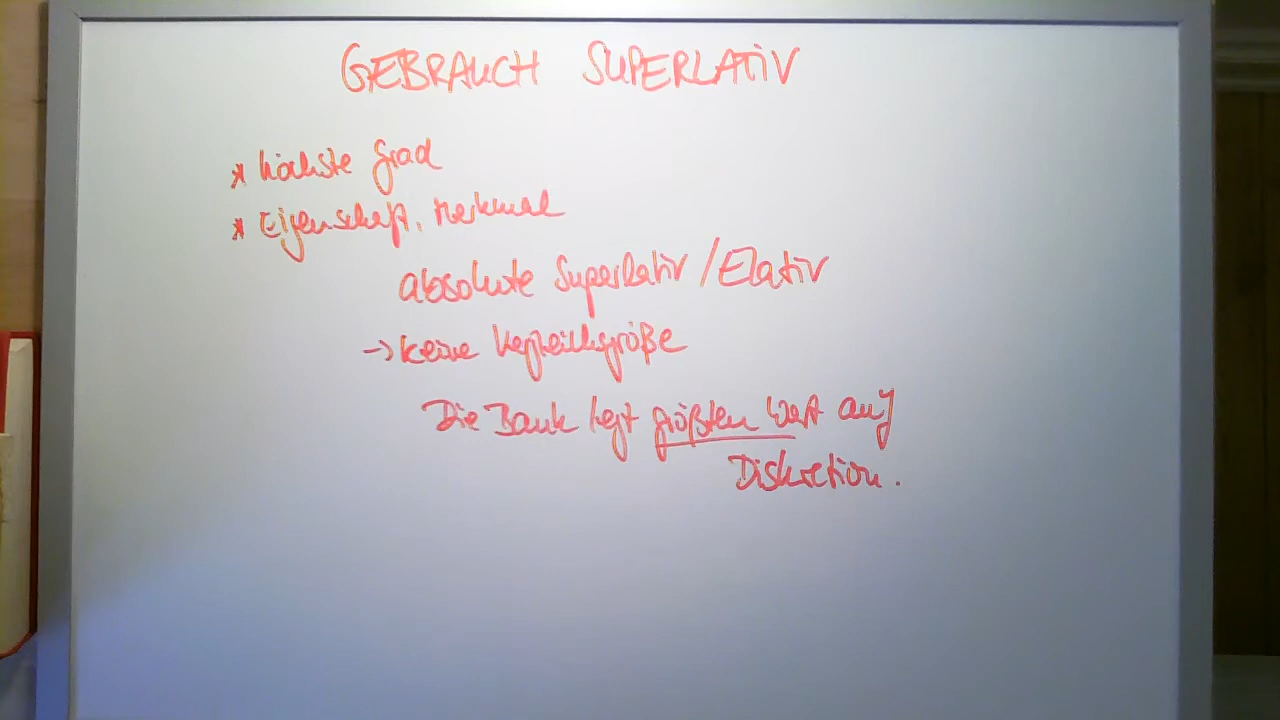 GEBRAUCH SUPERLATiV
* höchste Grad
* Eigenschaft, Merkmal
absolute Superlativ / Elativ
→ keine Vergleichsgröße
Die Bank legt größten Wert auf
Diskretion.